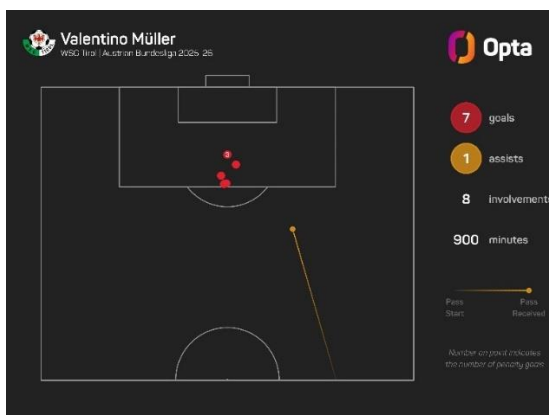 Valentino Müller
WSG Tirol | Austrian Bundesliga 2025-26
Opta
3
7 goals
1 assists
8 involvements
900 minutes
Pass Start
Pass Received
Number on point indicates
the number of penalty goals